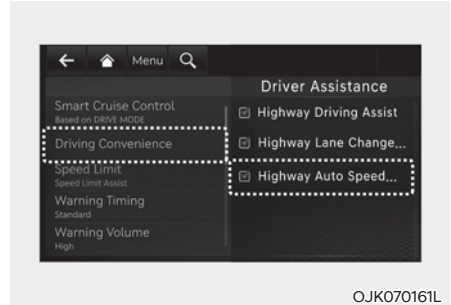 Menu
Driver Assistance
Smart Cruise Control
Based on DRIVE MODE
Driving Convenience
Speed Limit
Speed Limit Assist
Warning Timing
Standard
Warning Volume
High
Highway Driving Assist
Highway Lane Change...
Highway Auto Speed...
OJK070161L